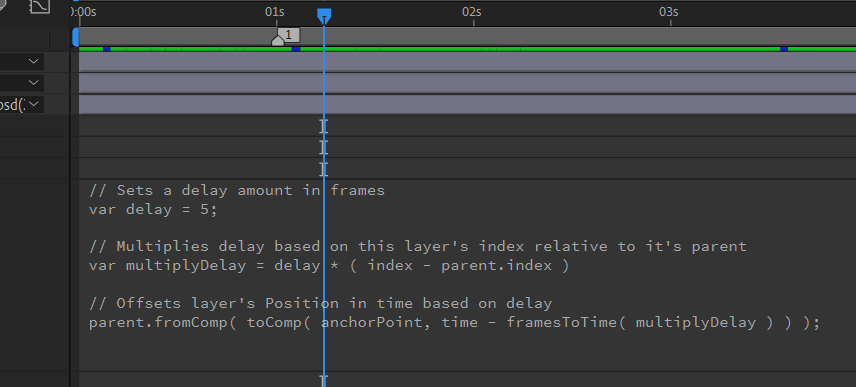 0:00s 01s 02s 03s
1
osd(
// Sets a delay amount in frames
var delay = 5;
// Multiplies delay based on this layer's index relative to it's parent
var multiplyDelay = delay * ( index - parent.index )
// Offsets layer's Position in time based on delay
parent.fromComp( toComp( anchorPoint, time - framesToTime( multiplyDelay ) ) );